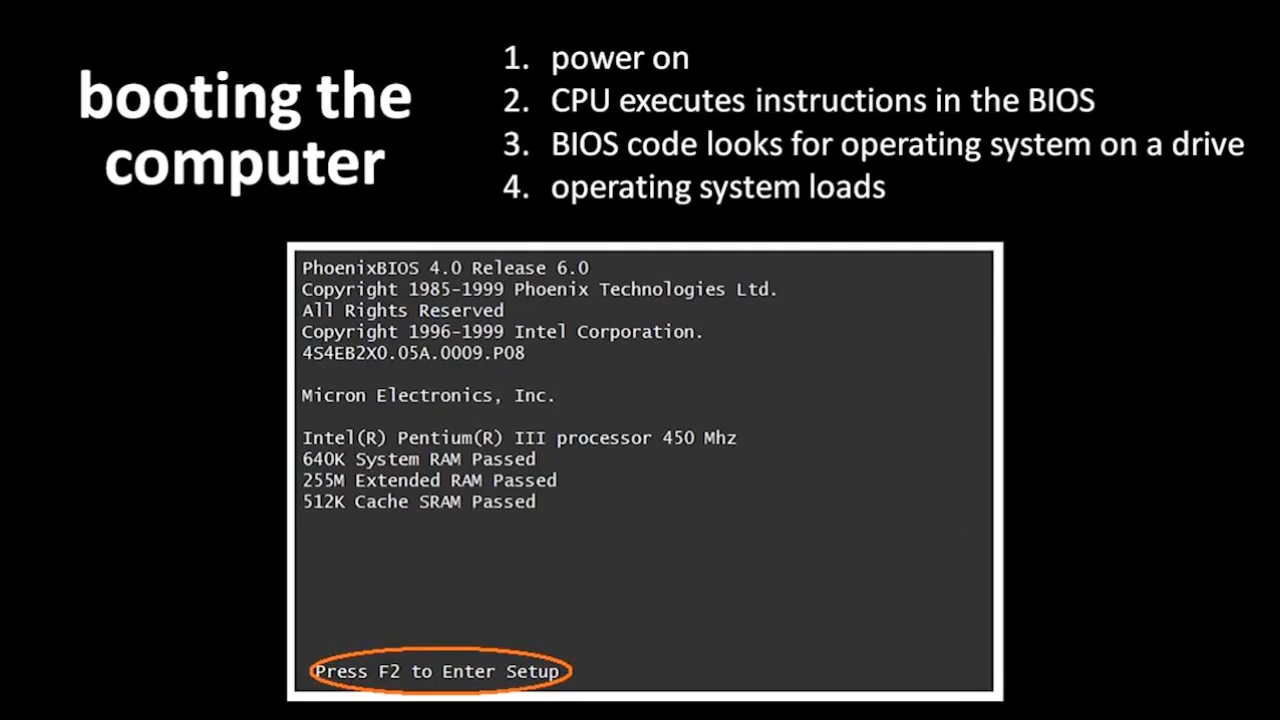 booting the
computer
1. power on
2. CPU executes instructions in the BIOS
3. BIOS code looks for operating system on a drive
4. operating system loads
PhoenixBIOS 4.0 Release 6.0
Copyright 1985-1999 Phoenix Technologies Ltd.
All Rights Reserved
Copyright 1996-1999 Intel Corporation.
4S4EB2X0.05A.0009.P08
Micron Electronics, Inc.
Intel(R) Pentium(R) III processor 450 Mhz
640K System RAM Passed
255M Extended RAM Passed
512K Cache SRAM Passed
Press F2 to Enter Setup